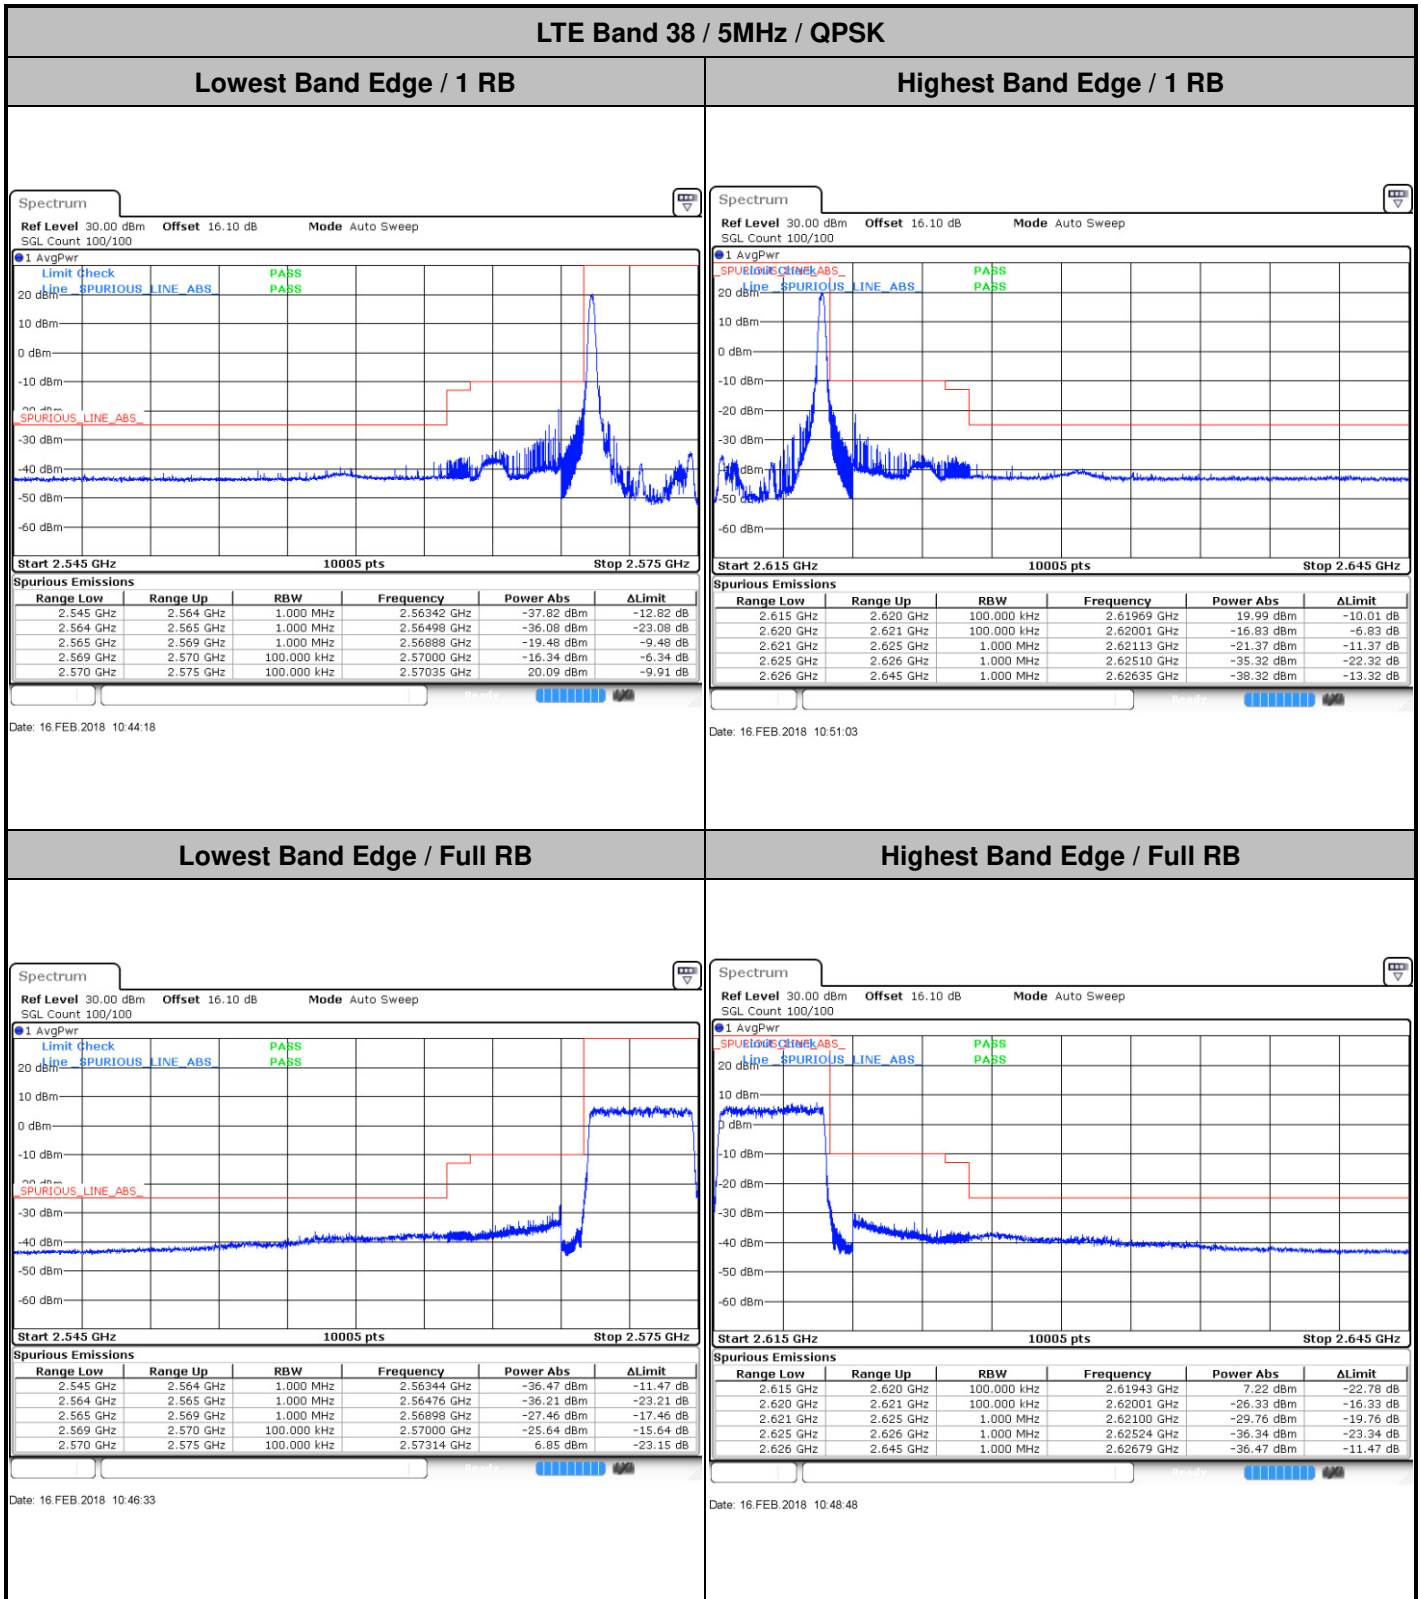 LTE Band 38 / 5MHz / QPSK
Lowest Band Edge / 1 RB
Highest Band Edge / 1 RB
Spectrum
Ref Level 30.00 dBm Offset 16.10 dB Mode Auto Sweep
SGL Count 100/100
1 AvgPwr
Limit Check PASS
Line _SPURIOUS_LINE_ABS_ PASS
20 dBm
10 dBm
0 dBm
-10 dBm
-20 dBm
_SPURIOUS_LINE_ABS_
-30 dBm
-40 dBm
-50 dBm
-60 dBm
Start 2.545 GHz 10005 pts Stop 2.575 GHz
Spurious Emissions
Range Low Range Up RBW Frequency Power Abs ΔLimit
2.545 GHz 2.564 GHz 1.000 MHz 2.56342 GHz -37.82 dBm -12.82 dB
2.564 GHz 2.565 GHz 1.000 MHz 2.56498 GHz -36.08 dBm -23.08 dB
2.565 GHz 2.569 GHz 1.000 MHz 2.56888 GHz -19.48 dBm -9.48 dB
2.569 GHz 2.570 GHz 100.000 kHz 2.57000 GHz -16.34 dBm -6.34 dB
2.570 GHz 2.575 GHz 100.000 kHz 2.57035 GHz 20.09 dBm -9.91 dB
Ready
Date: 16.FEB.2018 10:44:18
Spectrum
Ref Level 30.00 dBm Offset 16.10 dB Mode Auto Sweep
SGL Count 100/100
1 AvgPwr
_SPURIOUS_LINE_ABS_
Limit Check PASS
Line _SPURIOUS_LINE_ABS_ PASS
20 dBm
10 dBm
0 dBm
-10 dBm
-20 dBm
-30 dBm
-40 dBm
-50 dBm
-60 dBm
Start 2.615 GHz 10005 pts Stop 2.645 GHz
Spurious Emissions
Range Low Range Up RBW Frequency Power Abs ΔLimit
2.615 GHz 2.620 GHz 100.000 kHz 2.61969 GHz 19.99 dBm -10.01 dB
2.620 GHz 2.621 GHz 100.000 kHz 2.62001 GHz -16.83 dBm -6.83 dB
2.621 GHz 2.625 GHz 1.000 MHz 2.62113 GHz -21.37 dBm -11.37 dB
2.625 GHz 2.626 GHz 1.000 MHz 2.62510 GHz -35.32 dBm -22.32 dB
2.626 GHz 2.645 GHz 1.000 MHz 2.62635 GHz -38.32 dBm -13.32 dB
Ready
Date: 16.FEB.2018 10:51:03
Lowest Band Edge / Full RB
Highest Band Edge / Full RB
Spectrum
Ref Level 30.00 dBm Offset 16.10 dB Mode Auto Sweep
SGL Count 100/100
1 AvgPwr
Limit Check PASS
Line _SPURIOUS_LINE_ABS_ PASS
20 dBm
10 dBm
0 dBm
-10 dBm
-20 dBm
_SPURIOUS_LINE_ABS_
-30 dBm
-40 dBm
-50 dBm
-60 dBm
Start 2.545 GHz 10005 pts Stop 2.575 GHz
Spurious Emissions
Range Low Range Up RBW Frequency Power Abs ΔLimit
2.545 GHz 2.564 GHz 1.000 MHz 2.56344 GHz -36.47 dBm -11.47 dB
2.564 GHz 2.565 GHz 1.000 MHz 2.56476 GHz -36.21 dBm -23.21 dB
2.565 GHz 2.569 GHz 1.000 MHz 2.56898 GHz -27.46 dBm -17.46 dB
2.569 GHz 2.570 GHz 100.000 kHz 2.57000 GHz -25.64 dBm -15.64 dB
2.570 GHz 2.575 GHz 100.000 kHz 2.57314 GHz 6.85 dBm -23.15 dB
Ready
Date: 16.FEB.2018 10:46:33
Spectrum
Ref Level 30.00 dBm Offset 16.10 dB Mode Auto Sweep
SGL Count 100/100
1 AvgPwr
_SPURIOUS_LINE_ABS_
Limit Check PASS
Line _SPURIOUS_LINE_ABS_ PASS
20 dBm
10 dBm
0 dBm
-10 dBm
-20 dBm
-30 dBm
-40 dBm
-50 dBm
-60 dBm
Start 2.615 GHz 10005 pts Stop 2.645 GHz
Spurious Emissions
Range Low Range Up RBW Frequency Power Abs ΔLimit
2.615 GHz 2.620 GHz 100.000 kHz 2.61943 GHz 7.22 dBm -22.78 dB
2.620 GHz 2.621 GHz 100.000 kHz 2.62001 GHz -26.33 dBm -16.33 dB
2.621 GHz 2.625 GHz 1.000 MHz 2.62100 GHz -29.76 dBm -19.76 dB
2.625 GHz 2.626 GHz 1.000 MHz 2.62524 GHz -36.34 dBm -23.34 dB
2.626 GHz 2.645 GHz 1.000 MHz 2.62679 GHz -36.47 dBm -11.47 dB
Ready
Date: 16.FEB.2018 10:48:48